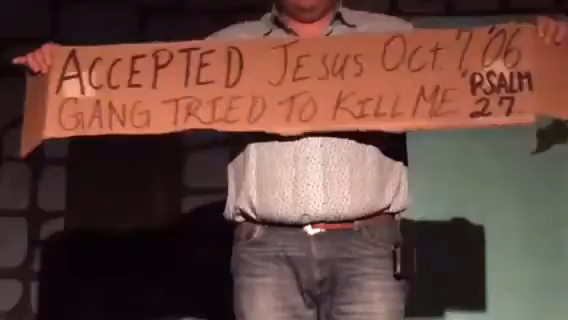 ACCEPTED JESUS OCT. 7 '06
GANG TRIED TO KILL ME "PSALM
27